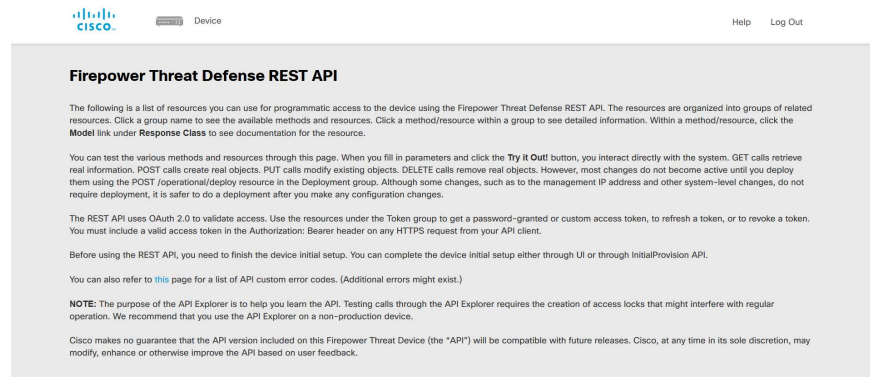 CISCO
Device
Help
Log Out
Firepower Threat Defense REST API
The following is a list of resources you can use for programmatic access to the device using the Firepower Threat Defense REST API. The resources are organized into groups of related
resources. Click a group name to see the available methods and resources. Click a method/resource within a group to see detailed information. Within a method/resource, click the
Model link under Response Class to see documentation for the resource.
You can test the various methods and resources through this page. When you fill in parameters and click the Try it Out! button, you interact directly with the system. GET calls retrieve
real information. POST calls create real objects. PUT calls modify existing objects. DELETE calls remove real objects. However, most changes do not become active until you deploy
them using the POST /operational/deploy resource in the Deployment group. Although some changes, such as to the management IP address and other system-level changes, do not
require deployment, it is safer to do a deployment after you make any configuration changes.
The REST API uses OAuth 2.0 to validate access. Use the resources under the Token group to get a password-granted or custom access token, to refresh a token, or to revoke a token.
You must include a valid access token in the Authorization: Bearer header on any HTTPS request from your API client.
Before using the REST API, you need to finish the device initial setup. You can complete the device initial setup either through UI or through InitialProvision API.
You can also refer to this page for a list of API custom error codes. (Additional errors might exist.)
NOTE: The purpose of the API Explorer is to help you learn the API. Testing calls through the API Explorer requires the creation of access locks that might interfere with regular
operation. We recommend that you use the API Explorer on a non-production device.
Cisco makes no guarantee that the API version included on this Firepower Threat Device (the "API") will be compatible with future releases. Cisco, at any time in its sole discretion, may
modify, enhance or otherwise improve the API based on user feedback.